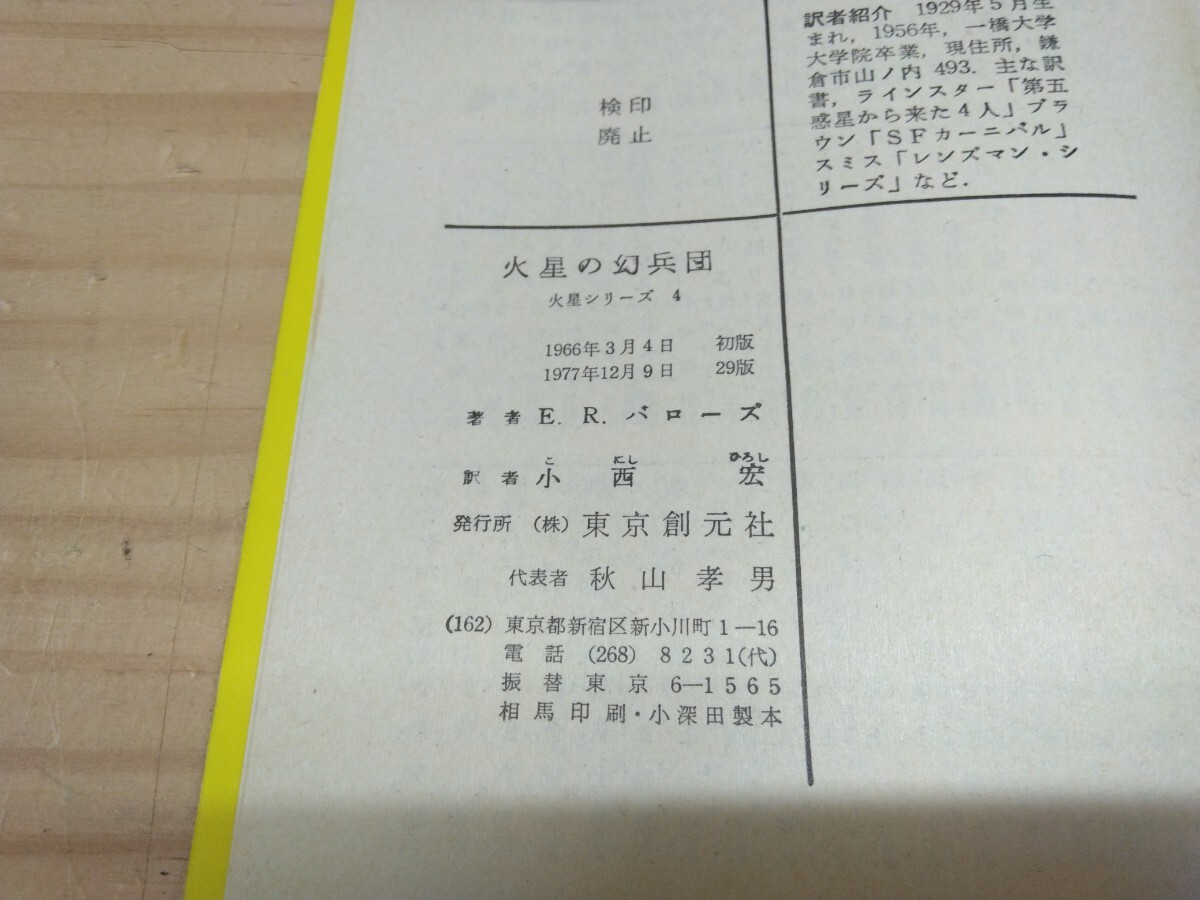 訳者紹介 1929年5月生
まれ，1956年，一橋大学
大学院卒業，現住所，鎌
倉市山ノ内 493．主な訳
書，ラインスター「第五
惑星から来た4人」ブラ
ウン「SFカーニバル」
スミス「レンズマン・シ
リーズ」など．
検印
廃止
火星の幻兵団
火星シリーズ 4
1966年3月4日 初版
1977年12月9日 29版
著者 E. R. バローズ
こ にし ひろし
訳者 小西宏
発行所 （株）東京創元社
代表者 秋山孝男
(162) 東京都新宿区新小川町1―16
電話 (268) 8231(代)
振替東京 6―1565
相馬印刷・小深田製本